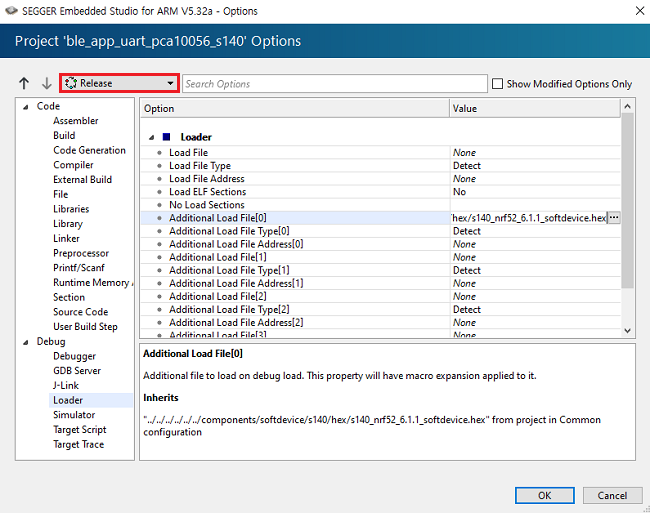 SEGGER Embedded Studio for ARM V5.32a - Options
Project 'ble_app_uart_pca10056_s140' Options
Release
Search Options
Show Modified Options Only
Code
Assembler
Build
Code Generation
Compiler
External Build
File
Libraries
Library
Linker
Preprocessor
Printf/Scanf
Runtime Memory A
Section
Source Code
User Build Step
Debug
Debugger
GDB Server
J-Link
Loader
Simulator
Target Script
Target Trace
Option Value
Loader
Load File None
Load File Type Detect
Load File Address None
Load ELF Sections No
No Load Sections
Additional Load File[0] /hex/s140_nrf52_6.1.1_softdevice.hex ...
Additional Load File Type[0] Detect
Additional Load File Address[0] None
Additional Load File[1] None
Additional Load File Type[1] Detect
Additional Load File Address[1] None
Additional Load File[2] None
Additional Load File Type[2] Detect
Additional Load File Address[2] None
Additional Load File[3] None
Additional Load File[0]
Additional file to load on debug load. This property will have macro expansion applied to it.
Inherits
"../../../../../../components/softdevice/s140/hex/s140_nrf52_6.1.1_softdevice.hex" from project in Common
configuration
OK
Cancel